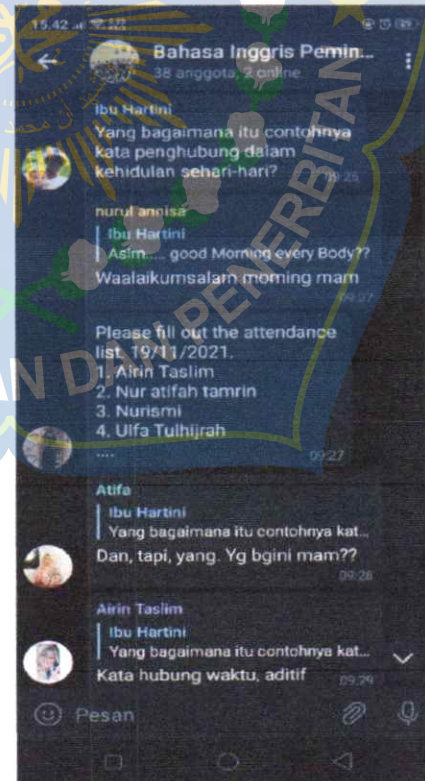 15.42
Bahasa Inggris Pemin...
38 anggota, 2 online
Ibu Hartini
Yang bagaimana itu contohnya
kata penghubung dalam
kehidulan sehari-hari?
09:25
nurul annisa
Ibu Hartini
Asim..... good Morning every Body??
Waalaikumsalam morning mam
09:27
Please fill out the attendance
list. 19/11/2021.
1. Airin Taslim
2. Nur atifah tamrin
3. Nurismi
4. Ulfa Tulhijrah
....
09:27
Atifa
Ibu Hartini
Yang bagaimana itu contohnya kat...
Dan, tapi, yang. Yg bgini mam??
09:28
Airin Taslim
Ibu Hartini
Yang bagaimana itu contohnya kat...
Kata hubung waktu, aditif
09:29
Pesan
PENERBITAN